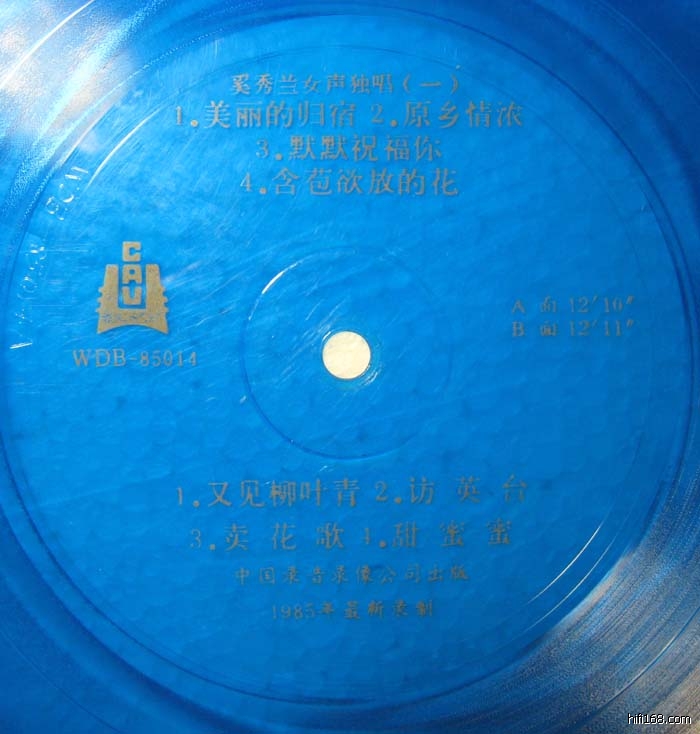 奚秀兰女声独唱（一）
1.美丽的归宿 2.原乡情浓
3.默默祝福你
4.含苞欲放的花
CAV
WDB-85014
A 面 12'10"
B 面 12'11"
1.又见柳叶青 2.访英台
3.卖花歌 4.甜蜜蜜
中国录音录像公司出版
1985年最新录制
hifi168.com